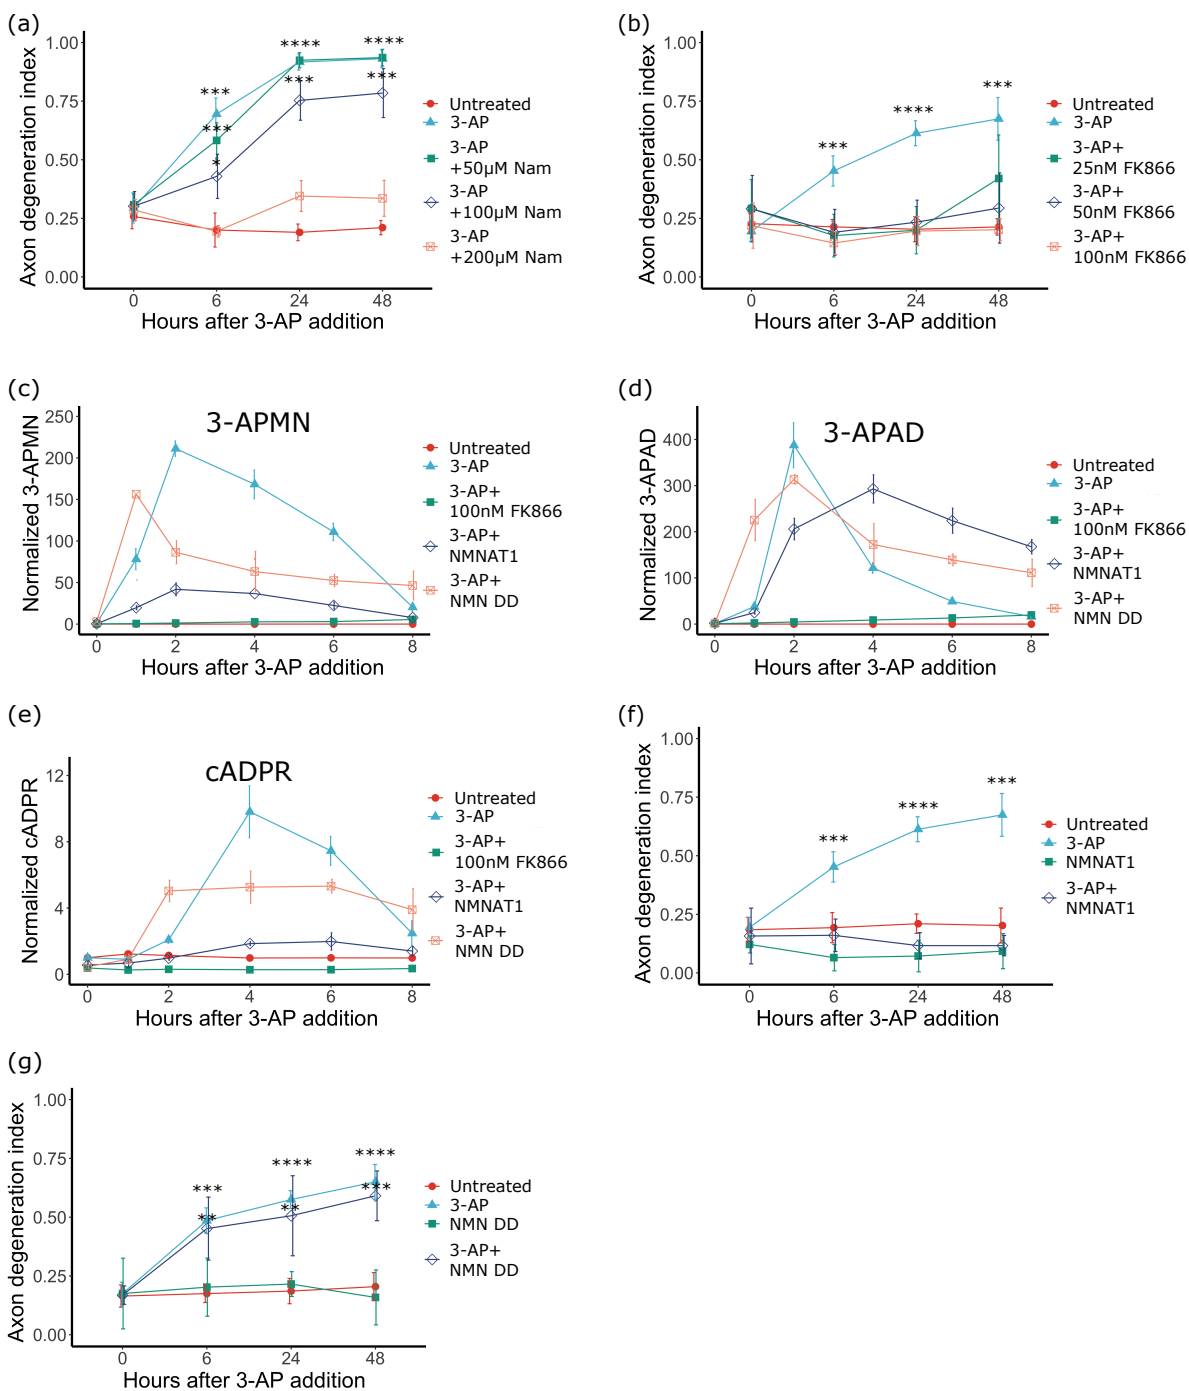 (a)
Axon degeneration index
1.00
0.75
0.50
0.25
0.00
0
6
24
48
Hours after 3-AP addition
***
***
*
****
***
****
***
Untreated
3-AP
3-AP
+50µM Nam
3-AP
+100µM Nam
3-AP
+200µM Nam
(b)
Axon degeneration index
1.00
0.75
0.50
0.25
0.00
0
6
24
48
Hours after 3-AP addition
***
****
***
Untreated
3-AP
3-AP+
25nM FK866
3-AP+
50nM FK866
3-AP+
100nM FK866
(c)
3-APMN
Normalized 3-APMN
250
200
150
100
50
0
0
2
4
6
8
Hours after 3-AP addition
Untreated
3-AP
3-AP+
100nM FK866
3-AP+
NMNAT1
3-AP+
NMN DD
(d)
3-APAD
Normalized 3-APAD
400
300
200
100
0
0
2
4
6
8
Hours after 3-AP addition
Untreated
3-AP
3-AP+
100nM FK866
3-AP+
NMNAT1
3-AP+
NMN DD
(e)
cADPR
Normalized cADPR
12
8
4
0
0
2
4
6
8
Hours after 3-AP addition
Untreated
3-AP
3-AP+
100nM FK866
3-AP+
NMNAT1
3-AP+
NMN DD
(f)
Axon degeneration index
1.00
0.75
0.50
0.25
0.00
0
6
24
48
Hours after 3-AP addition
***
****
***
Untreated
3-AP
NMNAT1
3-AP+
NMNAT1
(g)
Axon degeneration index
1.00
0.75
0.50
0.25
0.00
0
6
24
48
Hours after 3-AP addition
***
**
****
**
****
***
Untreated
3-AP
NMN DD
3-AP+
NMN DD